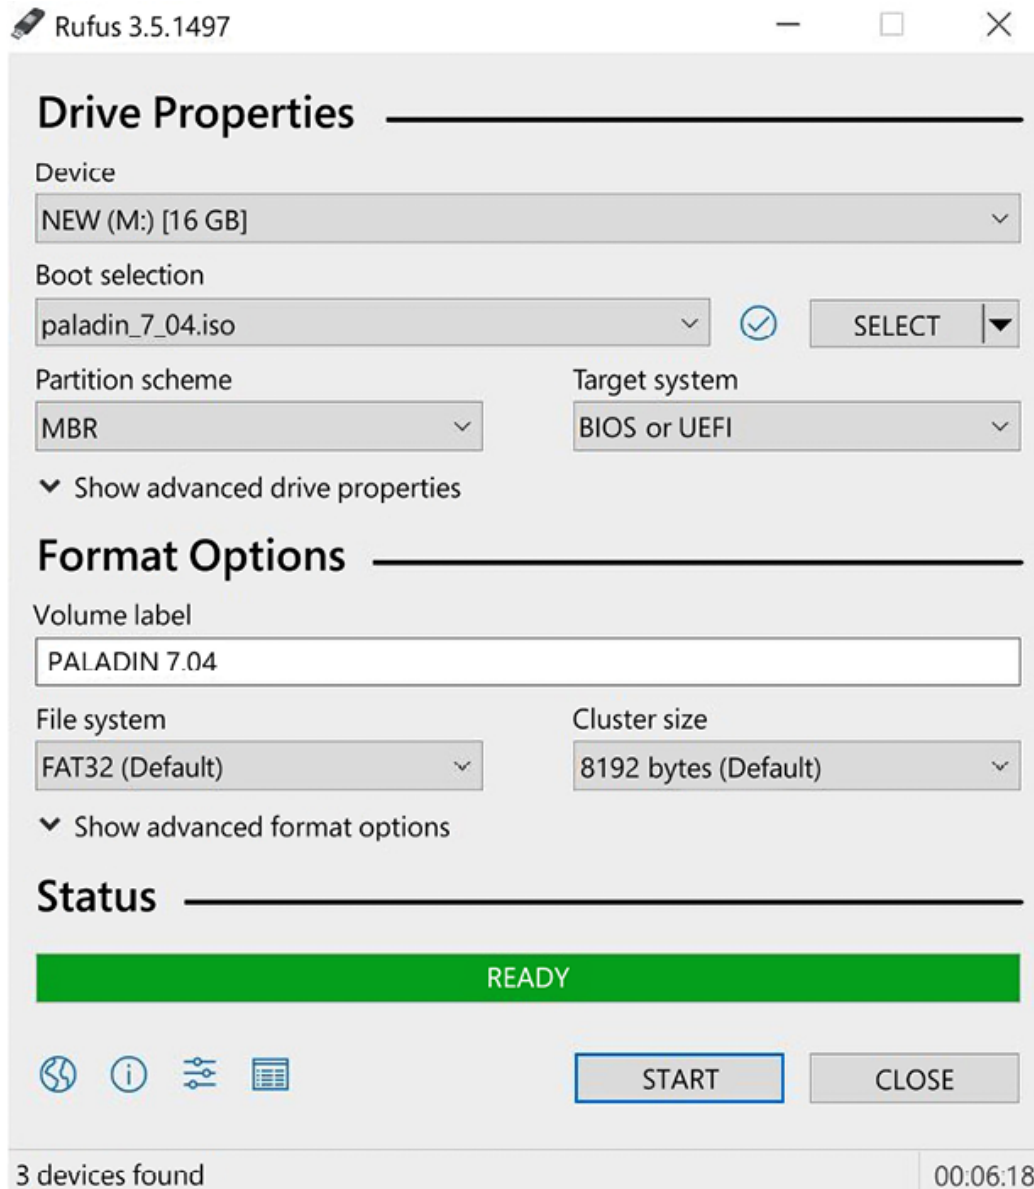 Rufus 3.5.1497
Drive Properties
Device
NEW (M:) [16 GB]
Boot selection
paladin_7_04.iso
SELECT
Partition scheme
Target system
MBR
BIOS or UEFI
Show advanced drive properties
Format Options
Volume label
PALADIN 7.04
File system
Cluster size
FAT32 (Default)
8192 bytes (Default)
Show advanced format options
Status
READY
START
CLOSE
3 devices found
00:06:18